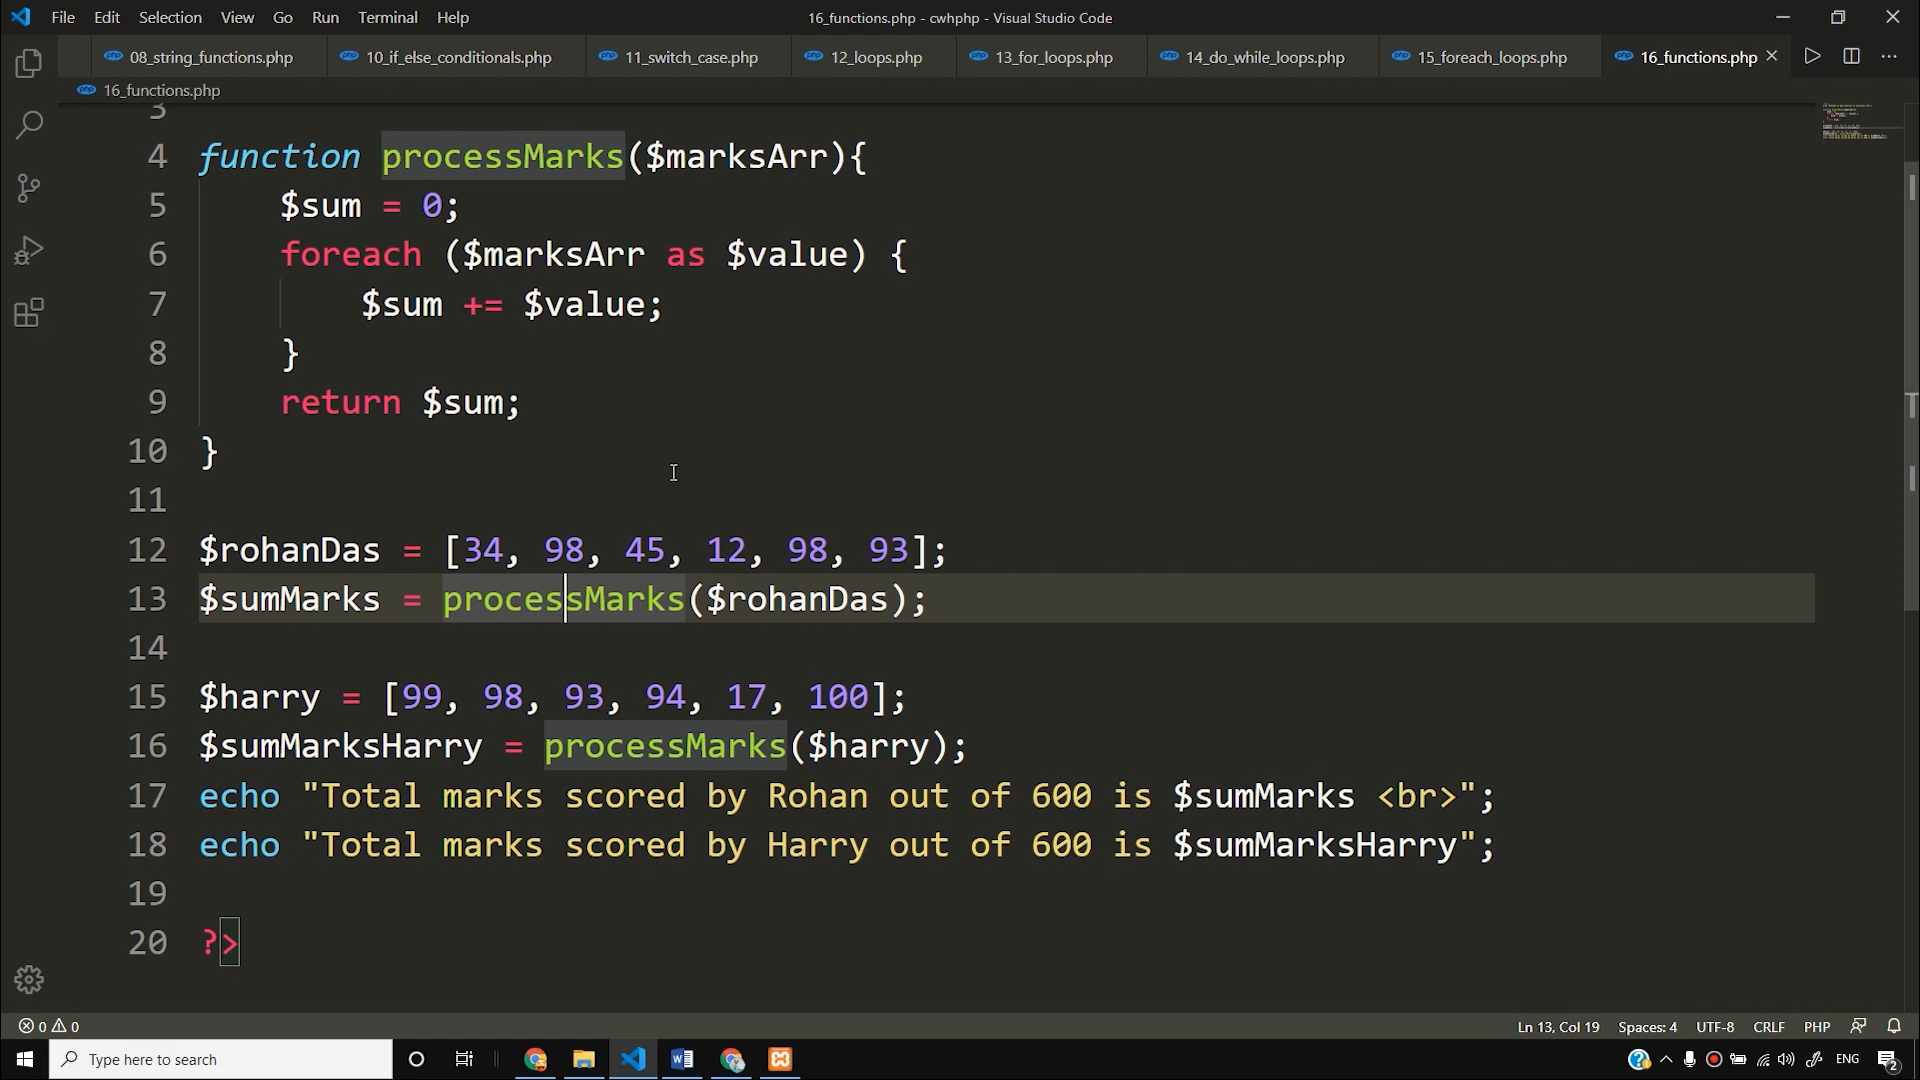 File Edit Selection View Go Run Terminal Help 16_functions.php - cwhphp - Visual Studio Code
08_string_functions.php 10_if_else_conditionals.php 11_switch_case.php 12_loops.php 13_for_loops.php 14_do_while_loops.php 15_foreach_loops.php 16_functions.php
16_functions.php
3
4 function processMarks($marksArr){
5 $sum = 0;
6 foreach ($marksArr as $value) {
7 $sum += $value;
8 }
9 return $sum;
10 }
11
12 $rohanDas = [34, 98, 45, 12, 98, 93];
13 $sumMarks = processMarks($rohanDas);
14
15 $harry = [99, 98, 93, 94, 17, 100];
16 $sumMarksHarry = processMarks($harry);
17 echo "Total marks scored by Rohan out of 600 is $sumMarks <br>";
18 echo "Total marks scored by Harry out of 600 is $sumMarksHarry";
19
20 ?>
0 0 Ln 13, Col 19 Spaces: 4 UTF-8 CRLF PHP
Type here to search ENG 2